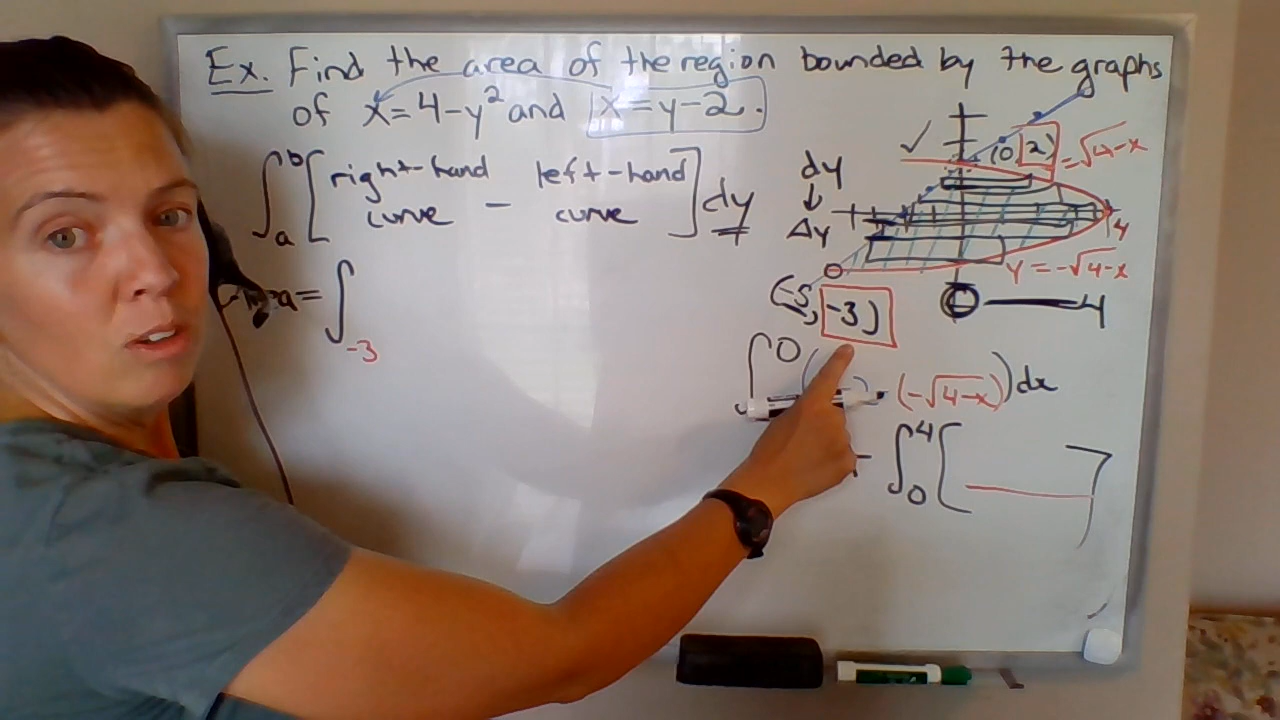 Ex. Find the area of the region bounded by the graphs
of x=4-y² and x=y-2.
∫ₐᵇ [right-hand curve - left-hand curve] dy
dy
↓
Δy
✓
(0, 2)
=√4-x
4
y=-√4-x
(-5, -3)
4
a = ∫₋₃
∫⁰ ( ) - (-√4-x) ) dx
∫₀⁴ [ ]